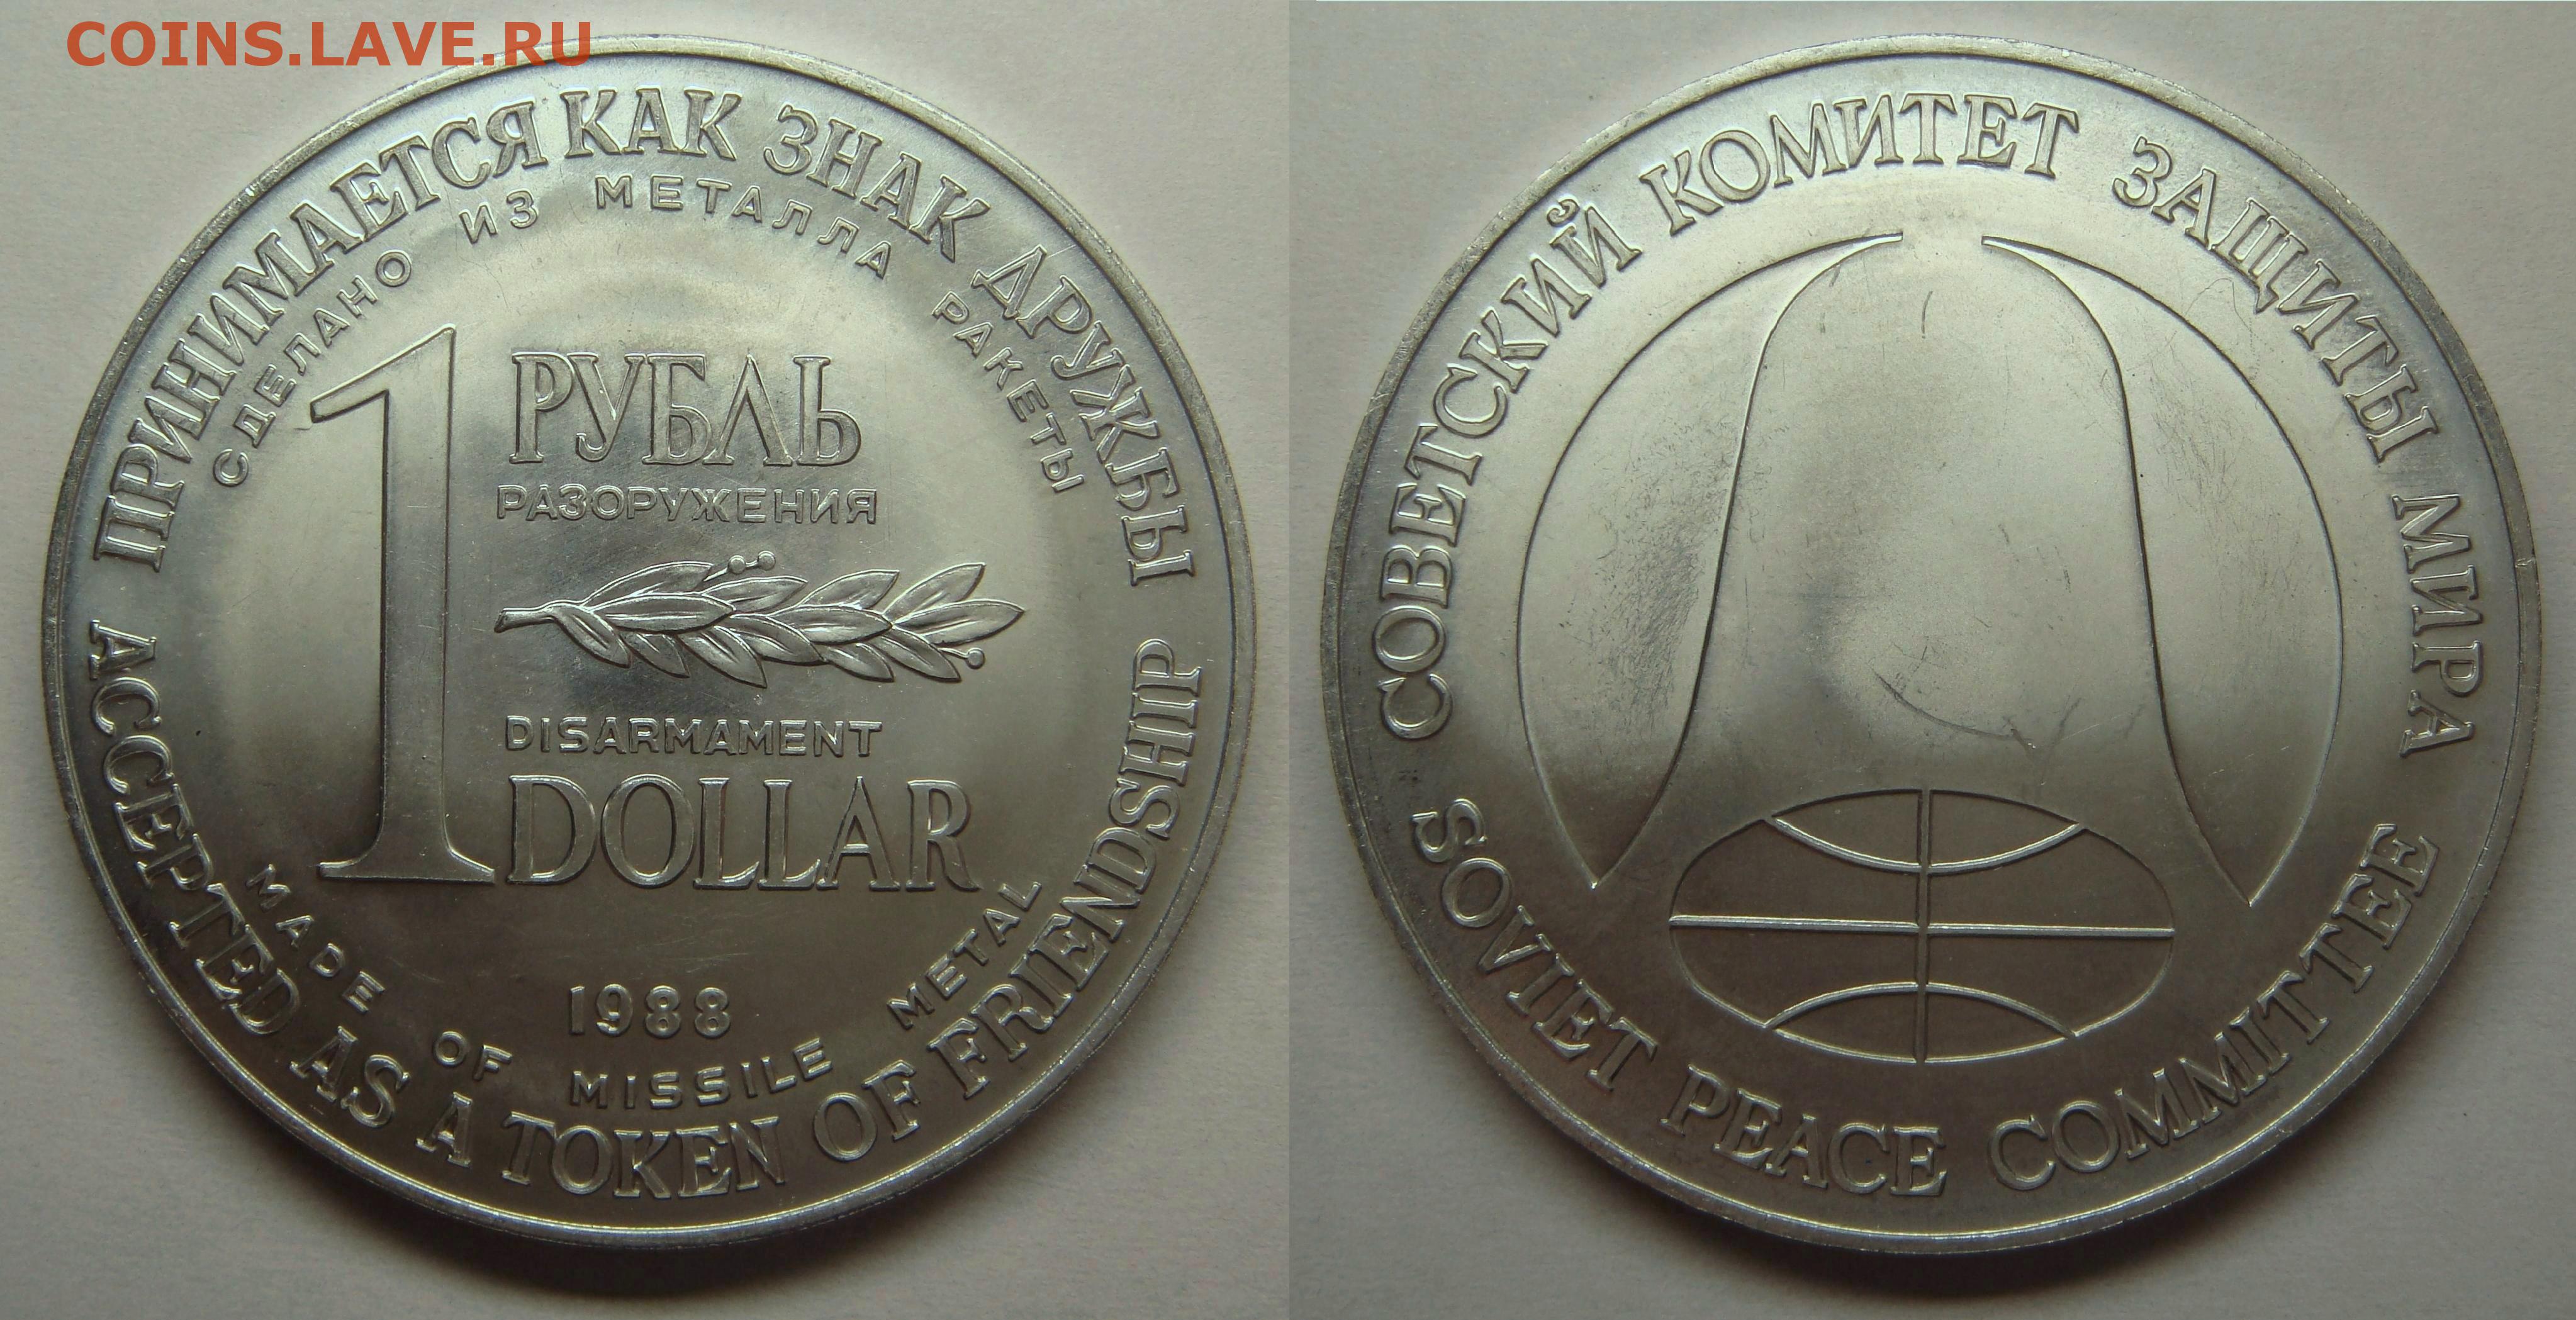 COINS.LAVE.RU
ПРИНИМАЕТСЯ КАК ЗНАК ДРУЖБЫ
СДЕЛАНО ИЗ МЕТАЛЛА РАКЕТЫ
1 РУБЛЬ
РАЗОРУЖЕНИЯ
DISARMAMENT
DOLLAR
1988
MADE OF MISSILE METAL
ACCEPTED AS A TOKEN OF FRIENDSHIP
СОВЕТСКИЙ КОМИТЕТ ЗАЩИТЫ МИРА
SOVIET PEACE COMMITTEE